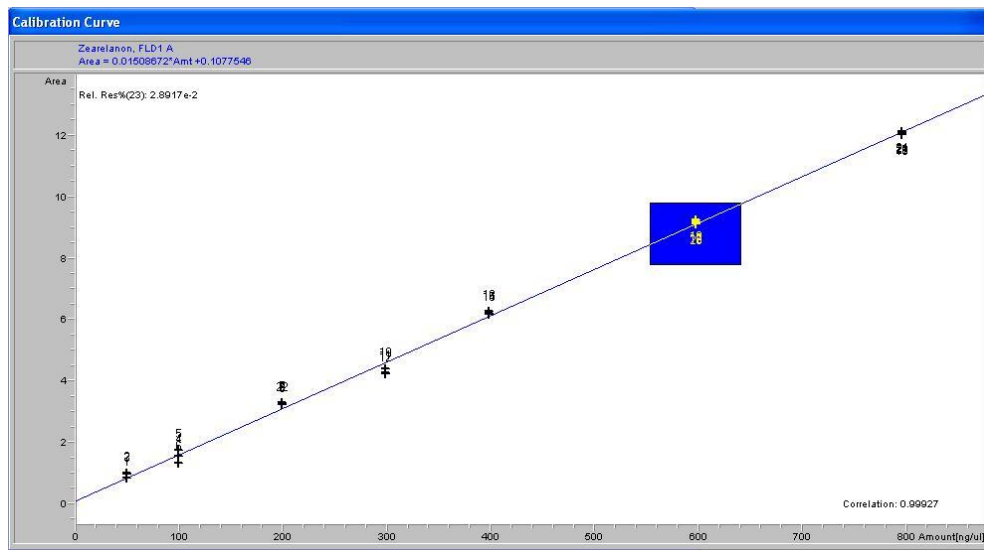 Calibration Curve
Zearelanon, FLD1 A
Area = 0.01508672*Amt +0.1077546
Area
Rel. Res%(23): 2.8917e-2
12
10
8
6
4
2
0
Correlation: 0.99927
0 100 200 300 400 500 600 700 800 Amount[ng/ul]